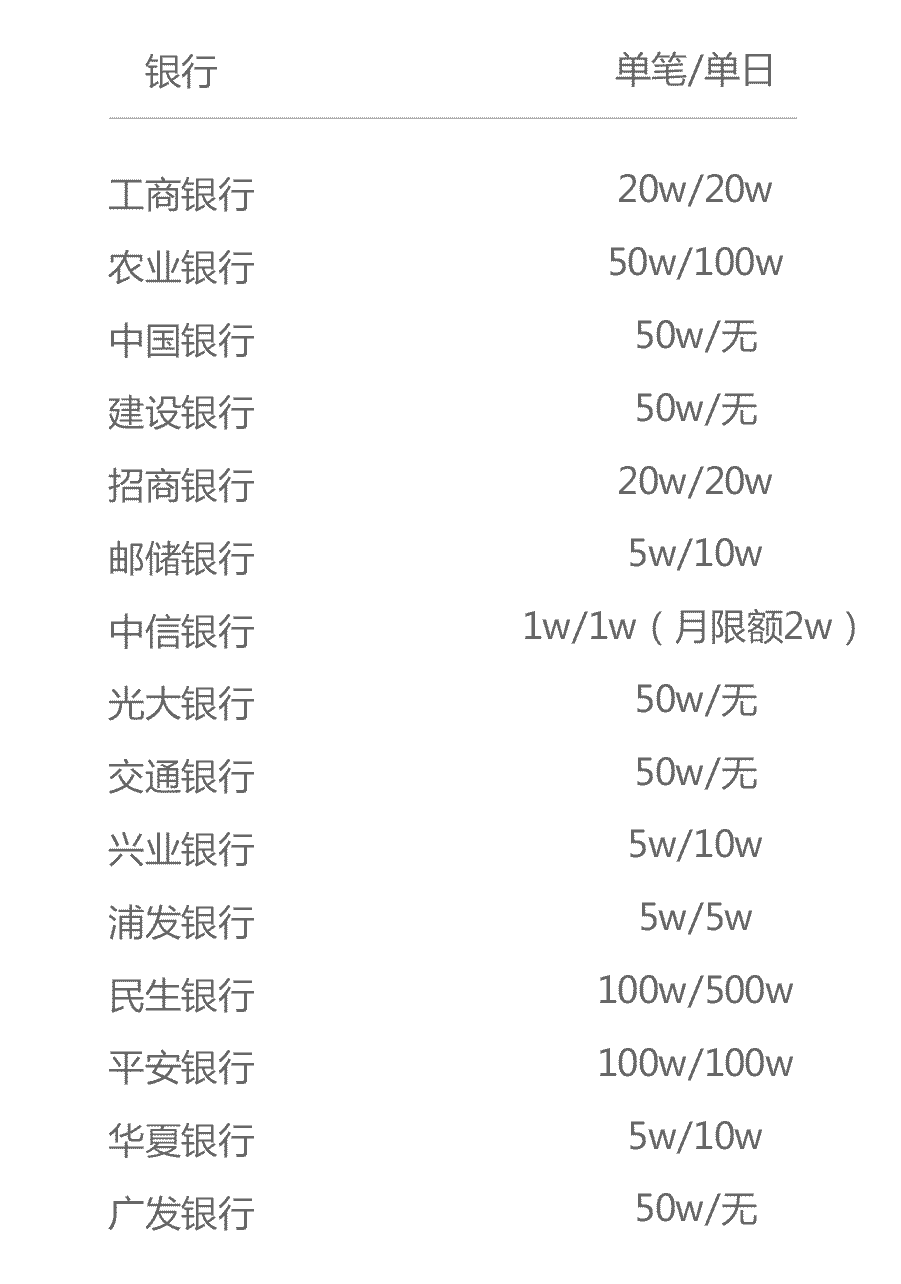 银行 单笔/单日
工商银行 20w/20w
农业银行 50w/100w
中国银行 50w/无
建设银行 50w/无
招商银行 20w/20w
邮储银行 5w/10w
中信银行 1w/1w（月限额2w）
光大银行 50w/无
交通银行 50w/无
兴业银行 5w/10w
浦发银行 5w/5w
民生银行 100w/500w
平安银行 100w/100w
华夏银行 5w/10w
广发银行 50w/无